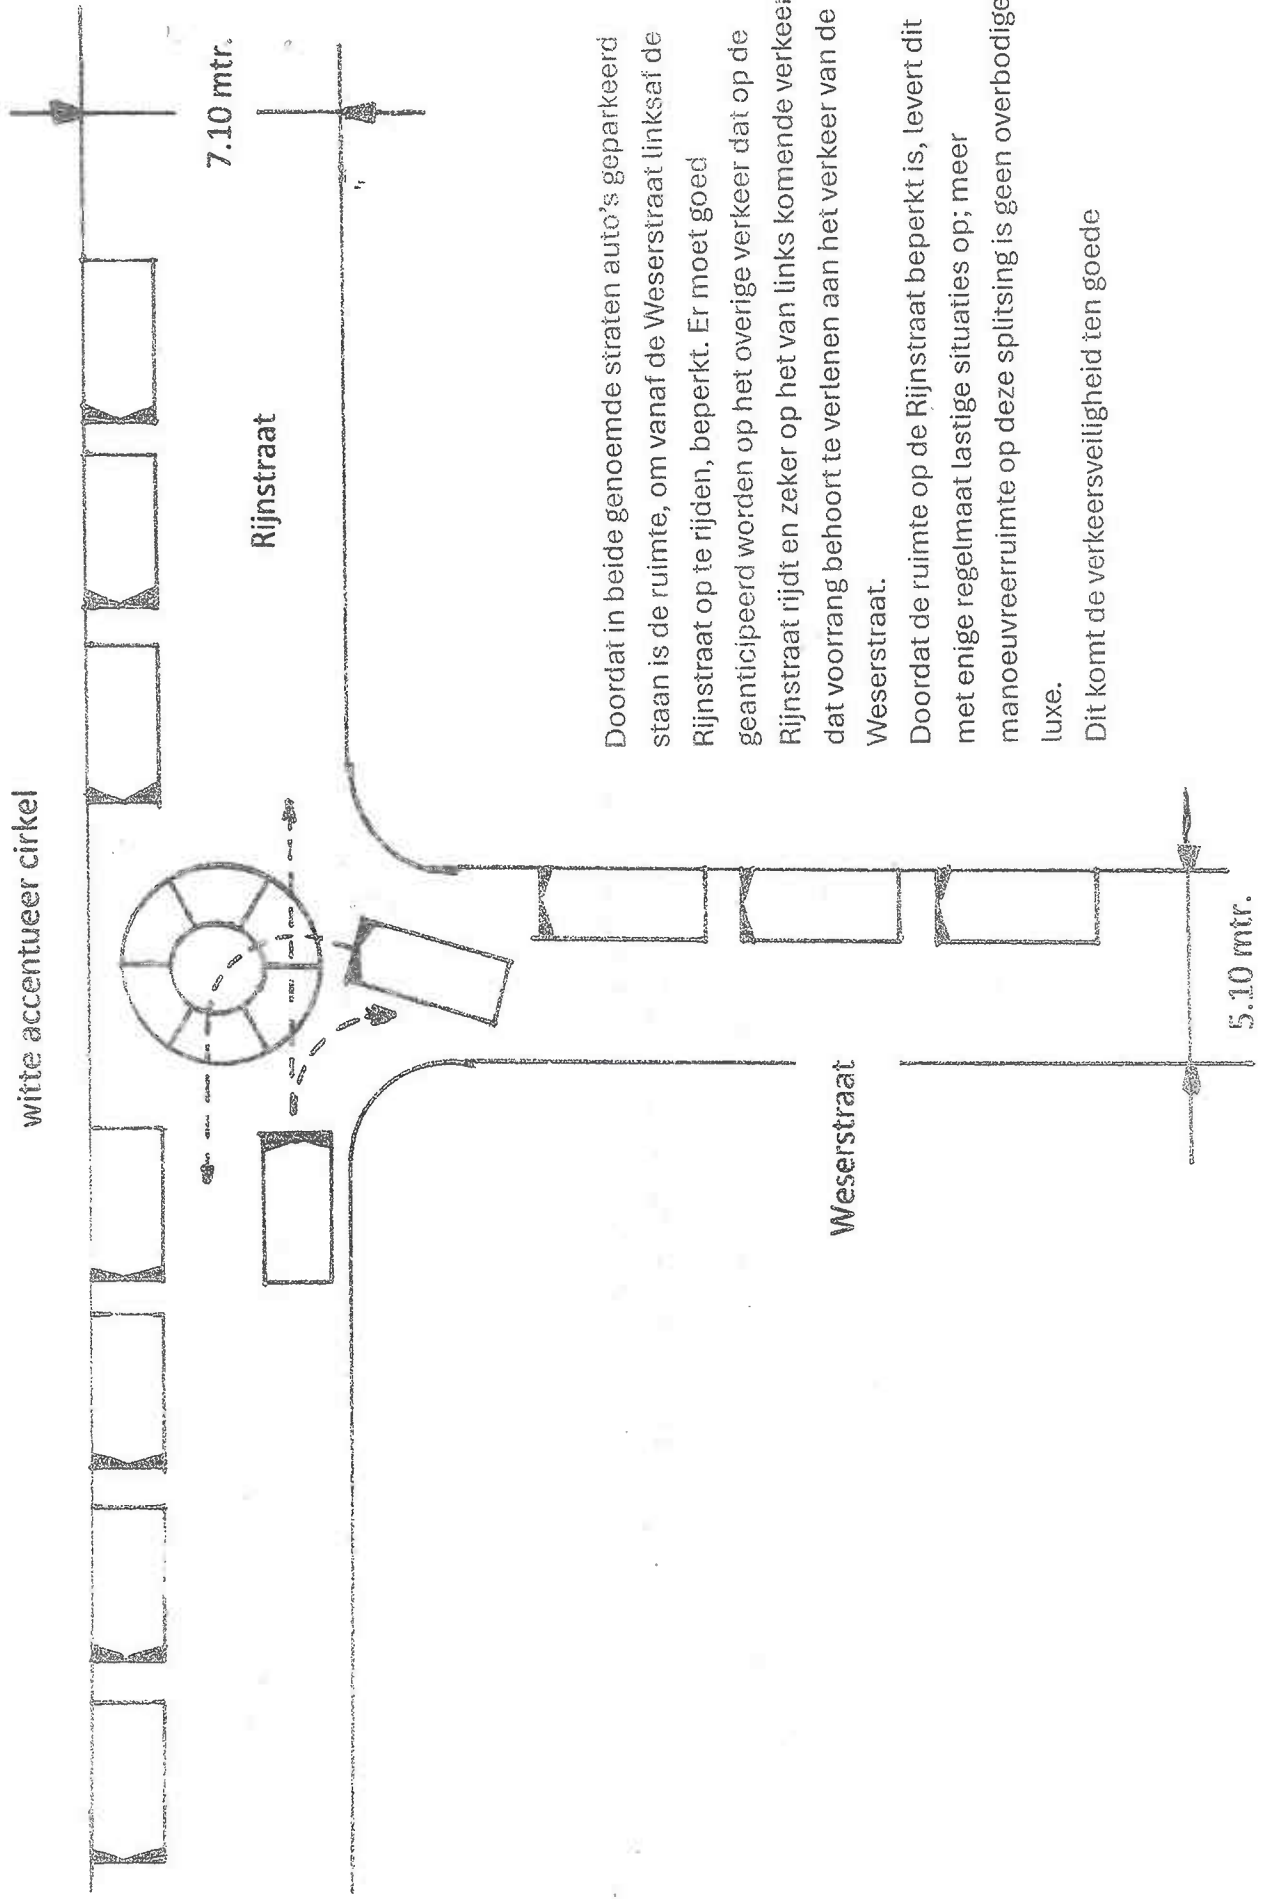 witte accentueer cirkel
7.10 mtr.
Rijnstraat
Weserstraat
5.10 mtr.
Doordat in beide genoemde straten auto's geparkeerd
staan is de ruimte, om vanaf de Weserstraat linksaf de
Rijnstraat op te rijden, beperkt. Er moet goed
geanticipeerd worden op het overige verkeer dat op de
Rijnstraat rijdt en zeker op het van links komende verkeer
dat voorrang behoort te verlenen aan het verkeer van de
Weserstraat.
Doordat de ruimte op de Rijnstraat beperkt is, levert dit
met enige regelmaat lastige situaties op; meer
manoeuvreerruimte op deze splitsing is geen overbodige
luxe.
Dit komt de verkeersveiligheid ten goede